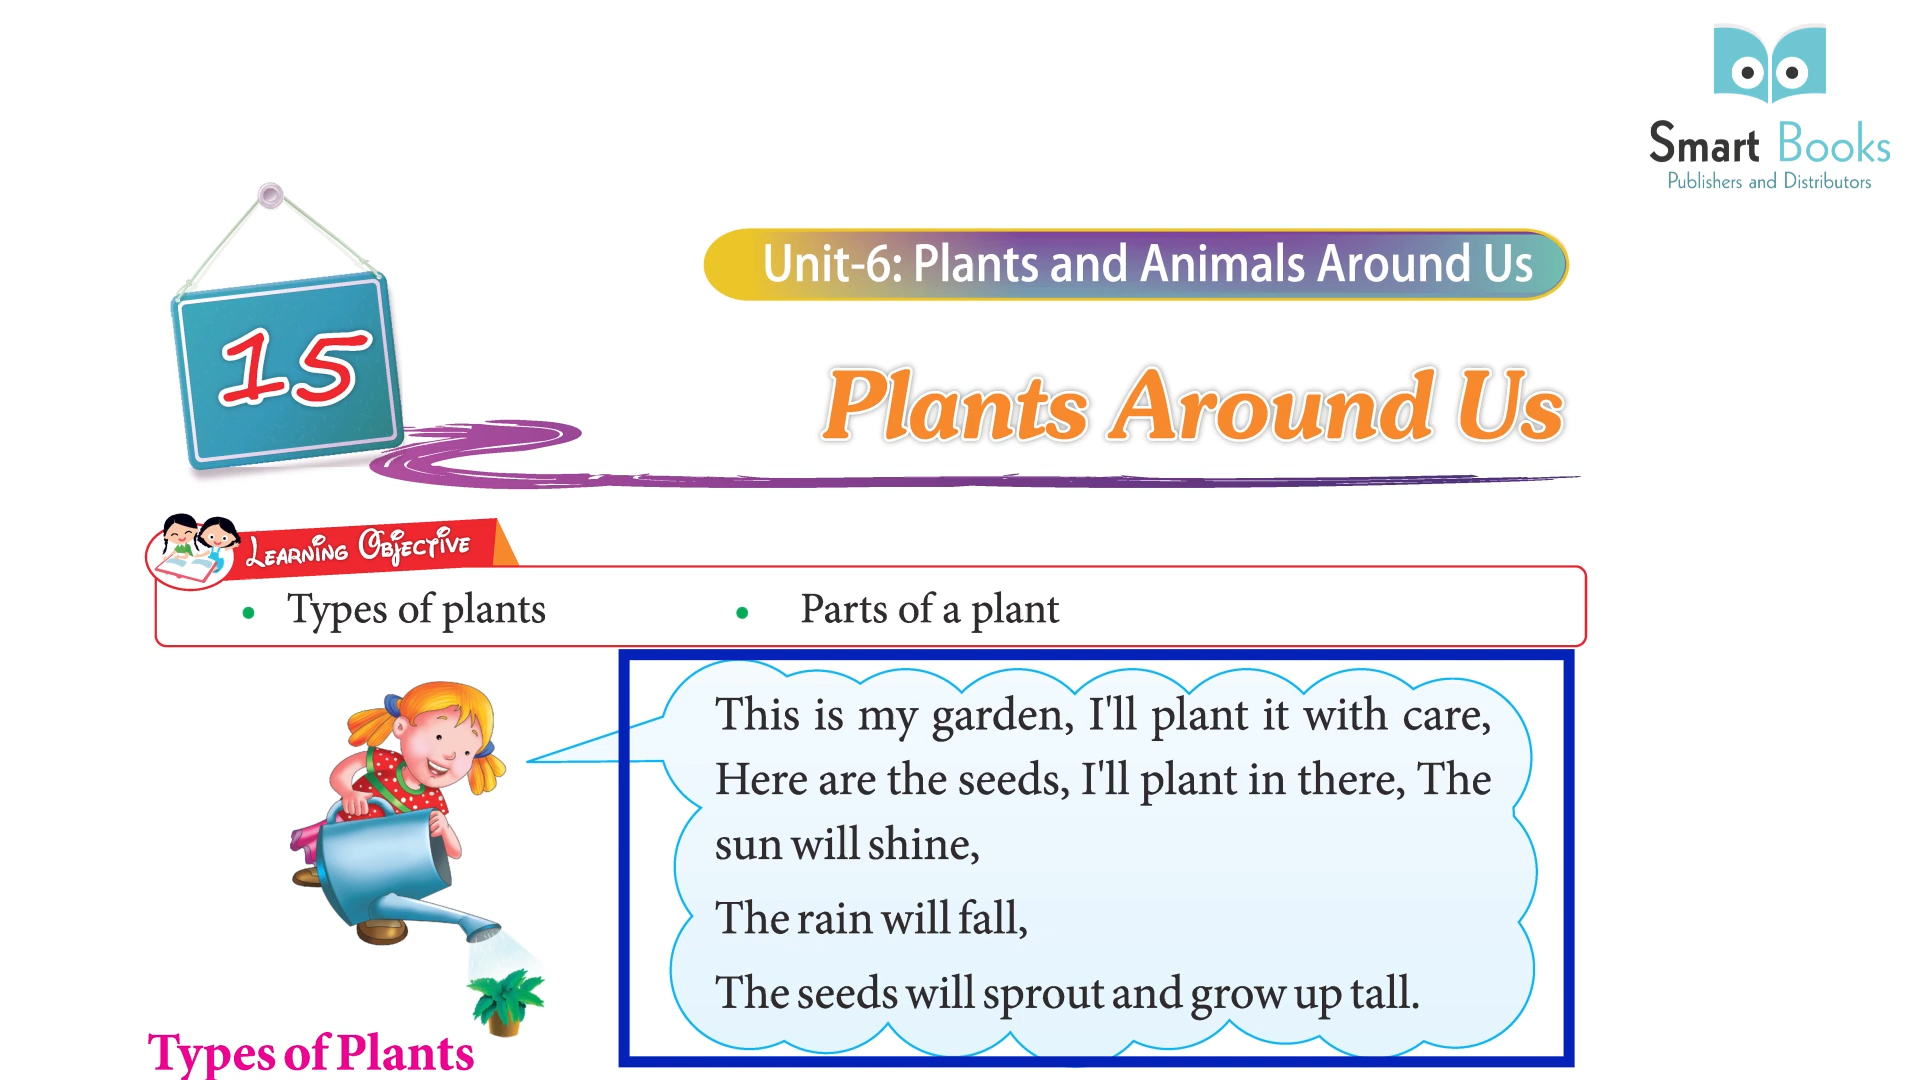 Smart Books
Publishers and Distributors
Unit-6: Plants and Animals Around Us
15
Plants Around Us
Learning Objective
• Types of plants • Parts of a plant
This is my garden, I'll plant it with care,
Here are the seeds, I'll plant in there, The
sun will shine,
The rain will fall,
The seeds will sprout and grow up tall.
Types of Plants